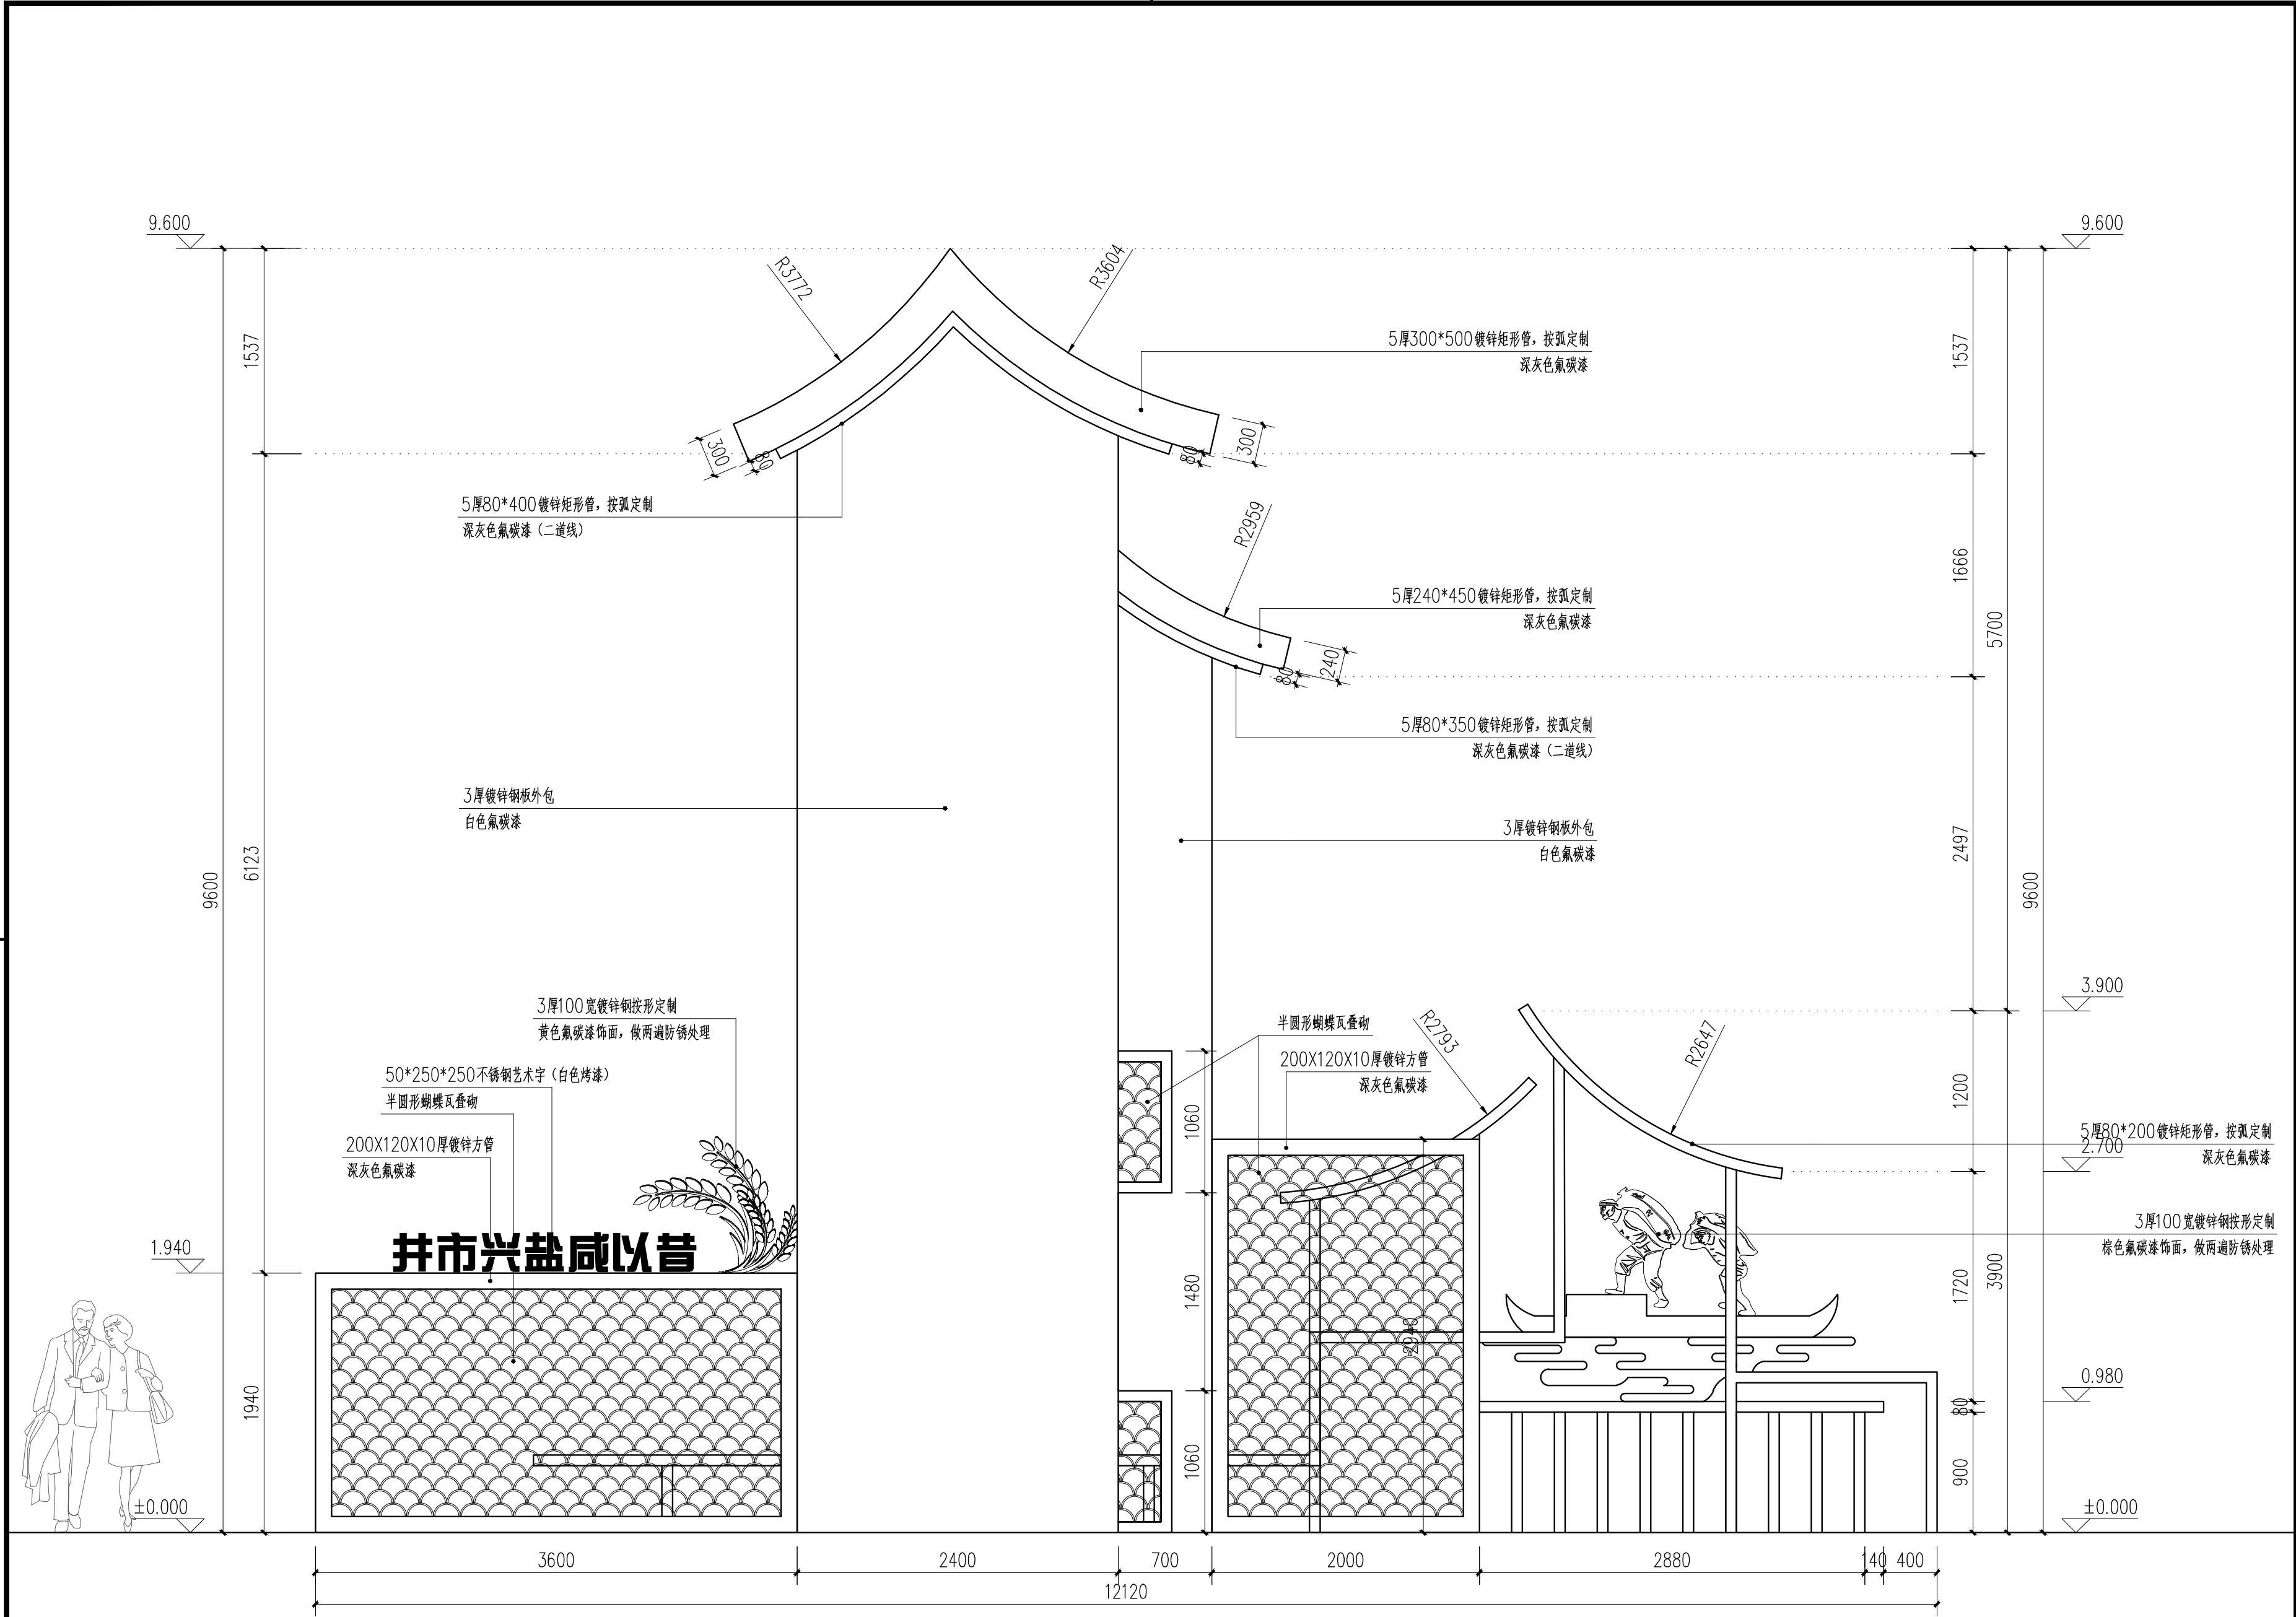 9.600
9.600
R3772
R3604
1537
1537
5厚300*500镀锌矩形管，按弧定制
深灰色氟碳漆
300
80
80
300
5厚80*400镀锌矩形管，按弧定制
深灰色氟碳漆（二道线）
R2959
1666
5厚240*450镀锌矩形管，按弧定制
深灰色氟碳漆
5700
240
80
5厚80*350镀锌矩形管，按弧定制
深灰色氟碳漆（二道线）
3厚镀锌钢板外包
白色氟碳漆
3厚镀锌钢板外包
白色氟碳漆
6123
2497
9600
9600
3.900
3厚100宽镀锌钢按形定制
黄色氟碳漆饰面，做两遍防锈处理
半圆形蝴蝶瓦叠砌
R2793
R2647
200X120X10厚镀锌方管
深灰色氟碳漆
50*250*250不锈钢艺术字（白色烤漆）
半圆形蝴蝶瓦叠砌
1060
1200
200X120X10厚镀锌方管
深灰色氟碳漆
5厚80*200镀锌矩形管，按弧定制
2.700
深灰色氟碳漆
3厚100宽镀锌钢按形定制
棕色氟碳漆饰面，做两遍防锈处理
井市兴盐咸以昔
1.940
1480
1720
3900
2940
0.980
1940
80
1060
900
±0.000
±0.000
3600
2400
700
2000
2880
140
400
12120